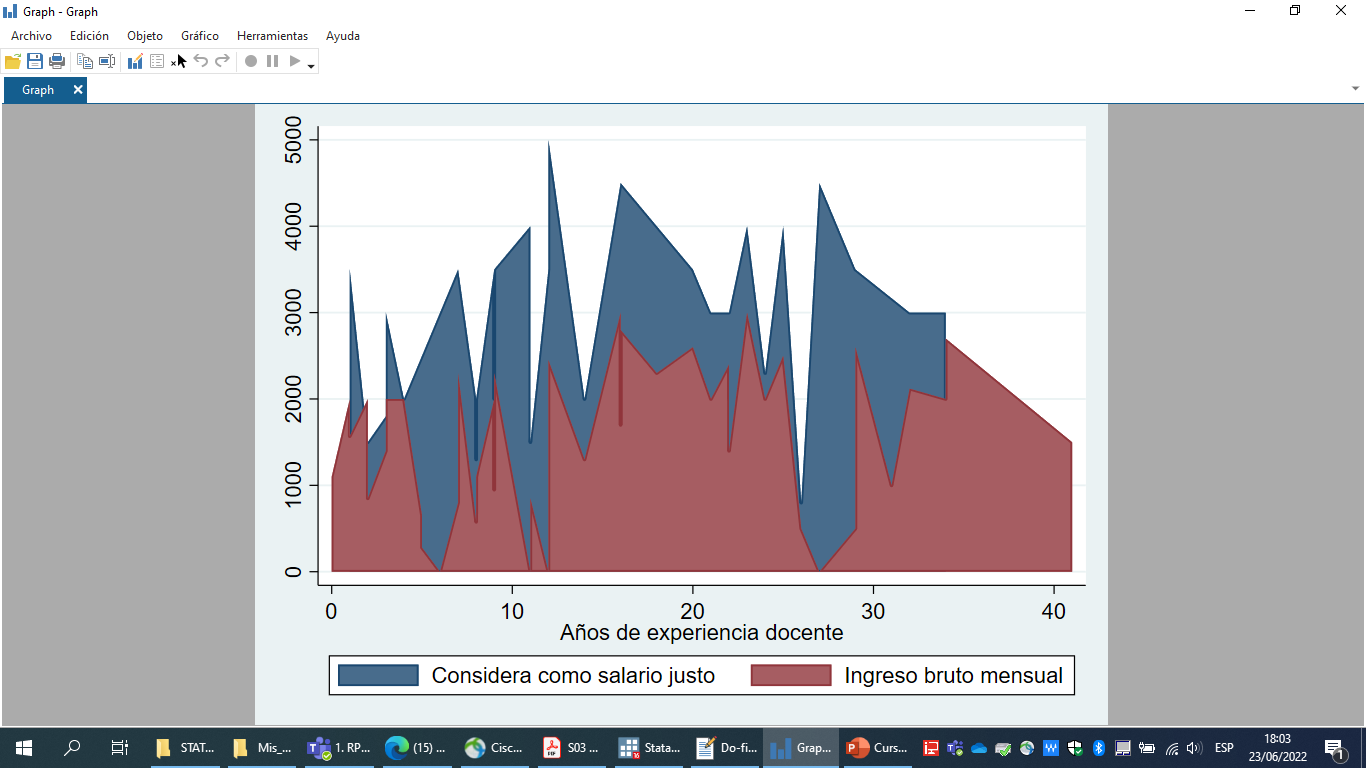 Graph - Graph
Archivo Edición Objeto Gráfico Herramientas Ayuda
Graph
5000
4000
3000
2000
1000
0
0 10 20 30 40
Años de experiencia docente
Considera como salario justo Ingreso bruto mensual
STAT... Mis_... 1. RP... (15) ... Cisc... S03 ... Stata... Do-fi... Grap... Curs... ESP 18:03
23/06/2022 1